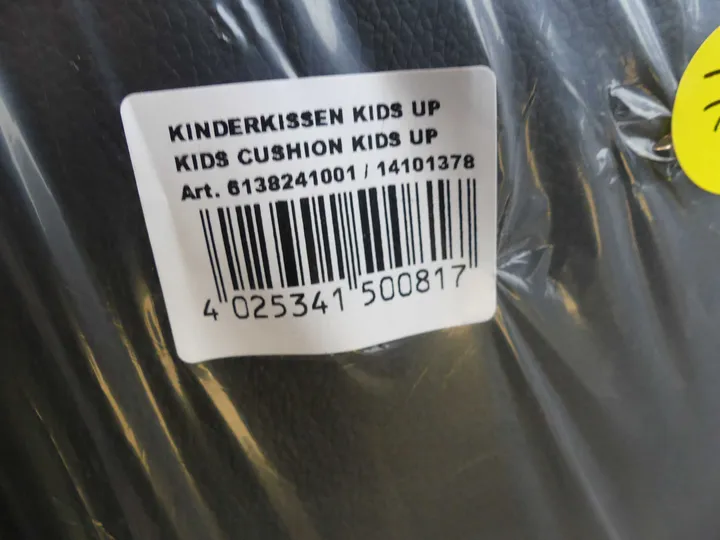 KINDERKISSEN KIDS UP
KIDS CUSHION KIDS UP
Art. 6138241001 / 14101378
4 025341 500817